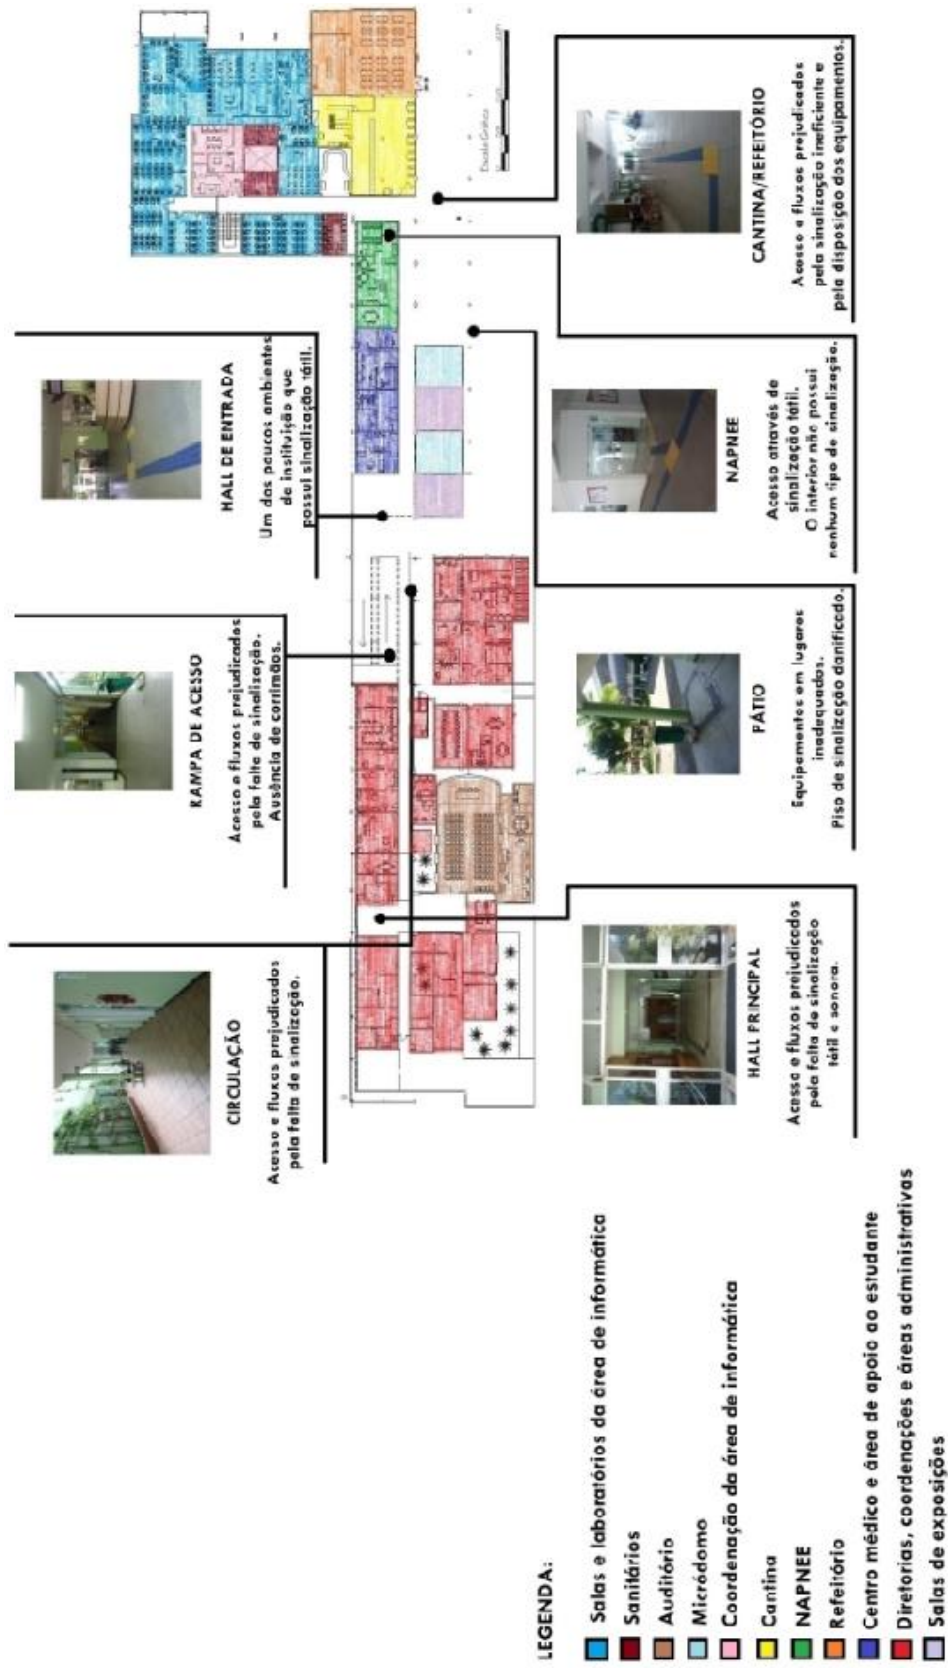 CIRCULAÇÃO
Acesso e fluxos prejudicados
pela falta de sinalização.
RAMPA DE ACESSO
Acesso e fluxos prejudicados
pela falta de sinalização.
Ausência de corrimãos.
HALL DE ENTRADA
Um dos poucos ambientes
da instituição que
possui sinalização tátil.
Escala Gráfica
HALL PRINCIPAL
Acesso e fluxos prejudicados
pela falta de sinalização
tátil e sonora.
PÁTIO
Equipamentos em lugares
inadequados.
Piso de sinalização danificado.
NAPNEE
Acesso através de
sinalização tátil.
O interior não possui
nenhum tipo de sinalização.
CANTINA/REFEITÓRIO
Acesso e fluxos prejudicados
pela sinalização ineficiente e
pela disposição dos equipamentos.
LEGENDA:
Salas e laboratórios da área de informática
Sanitários
Auditório
Micródomo
Coordenação da área de informática
Cantina
NAPNEE
Refeitório
Centro médico e área de apoio ao estudante
Diretorias, coordenações e áreas administrativas
Salas de exposições